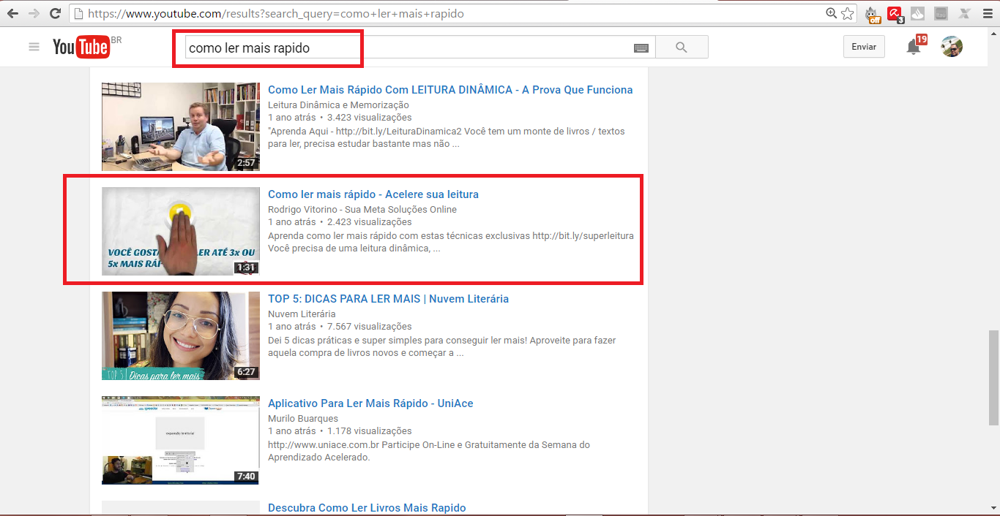 https://www.youtube.com/results?search_query=como+ler+mais+rapido
off
3
itaú
YouTube BR
como ler mais rapido
Enviar
19
Como Ler Mais Rápido Com LEITURA DINÂMICA - A Prova Que Funciona
Leitura Dinâmica e Memorização
1 ano atrás • 3.423 visualizações
"Aprenda Aqui - http://bit.ly/LeituraDinamica2 Você tem um monte de livros / textos
para ler, precisa estudar bastante mas não ...
2:57
Como ler mais rápido - Acelere sua leitura
Rodrigo Vitorino - Sua Meta Soluções Online
1 ano atrás • 2.423 visualizações
Aprenda como ler mais rápido com estas técnicas exclusivas http://bit.ly/superleitura
Você precisa de uma leitura dinâmica, ...
VOCÊ GOSTA LER ATÉ 3x OU
5x MAIS RÁP
1:31
TOP 5: DICAS PARA LER MAIS | Nuvem Literária
Nuvem Literária
1 ano atrás • 7.567 visualizações
Dei 5 dicas práticas e super simples para conseguir ler mais! Aproveite para fazer
aquela compra de livros novos e começar a ...
TOP 5 | Dicas para ler mais
6:27
Aplicativo Para Ler Mais Rápido - UniAce
Murilo Buarques
1 ano atrás • 1.178 visualizações
http://www.uniace.com.br Participe On-Line e Gratuitamente da Semana do
Aprendizado Acelerado.
expansão territorial
7:40
Descubra Como Ler Livros Mais Rapido